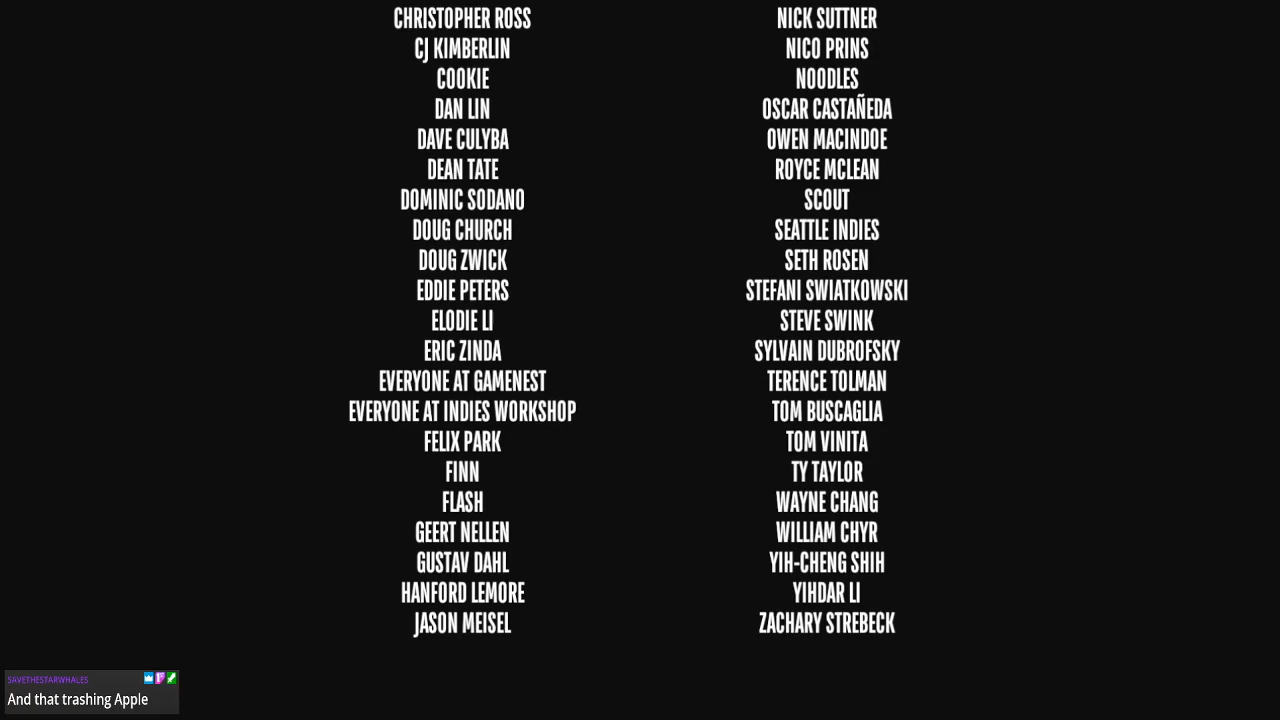 CHRISTOPHER ROSS
CJ KIMBERLIN
COOKIE
DAN LIN
DAVE CULYBA
DEAN TATE
DOMINIC SODANO
DOUG CHURCH
DOUG ZWICK
EDDIE PETERS
ELODIE LI
ERIC ZINDA
EVERYONE AT GAMENEST
EVERYONE AT INDIES WORKSHOP
FELIX PARK
FINN
FLASH
GEERT NELLEN
GUSTAV DAHL
HANFORD LEMORE
JASON MEISEL
NICK SUTTNER
NICO PRINS
NOODLES
OSCAR CASTAÑEDA
OWEN MACINDOE
ROYCE MCLEAN
SCOUT
SEATTLE INDIES
SETH ROSEN
STEFANI SWIATKOWSKI
STEVE SWINK
SYLVAIN DUBROFSKY
TERENCE TOLMAN
TOM BUSCAGLIA
TOM VINITA
TY TAYLOR
WAYNE CHANG
WILLIAM CHYR
YIH-CHENG SHIH
YIHDAR LI
ZACHARY STREBECK
SAVETHESTARWHALES
And that trashing Apple